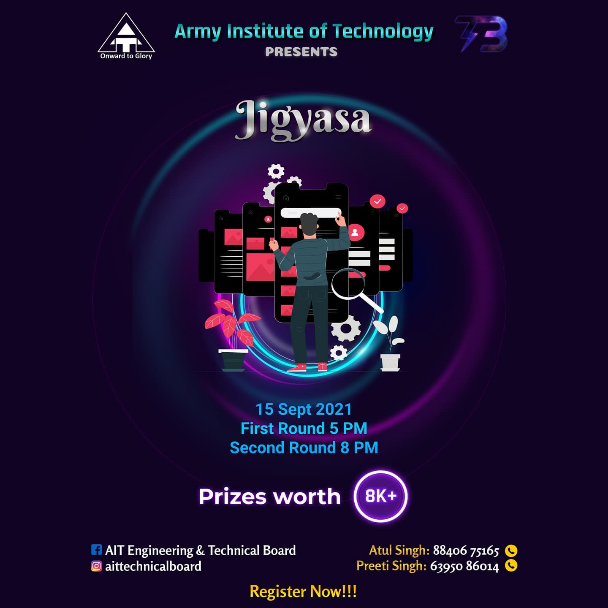 Army Institute of Technology
PRESENTS
Onward to Glory
Jigyasa
15 Sept 2021
First Round 5 PM
Second Round 8 PM
Prizes worth 8K+
AIT Engineering & Technical Board
aittechnicalboard
Atul Singh: 88406 75165
Preeti Singh: 63950 86014
Register Now!!!